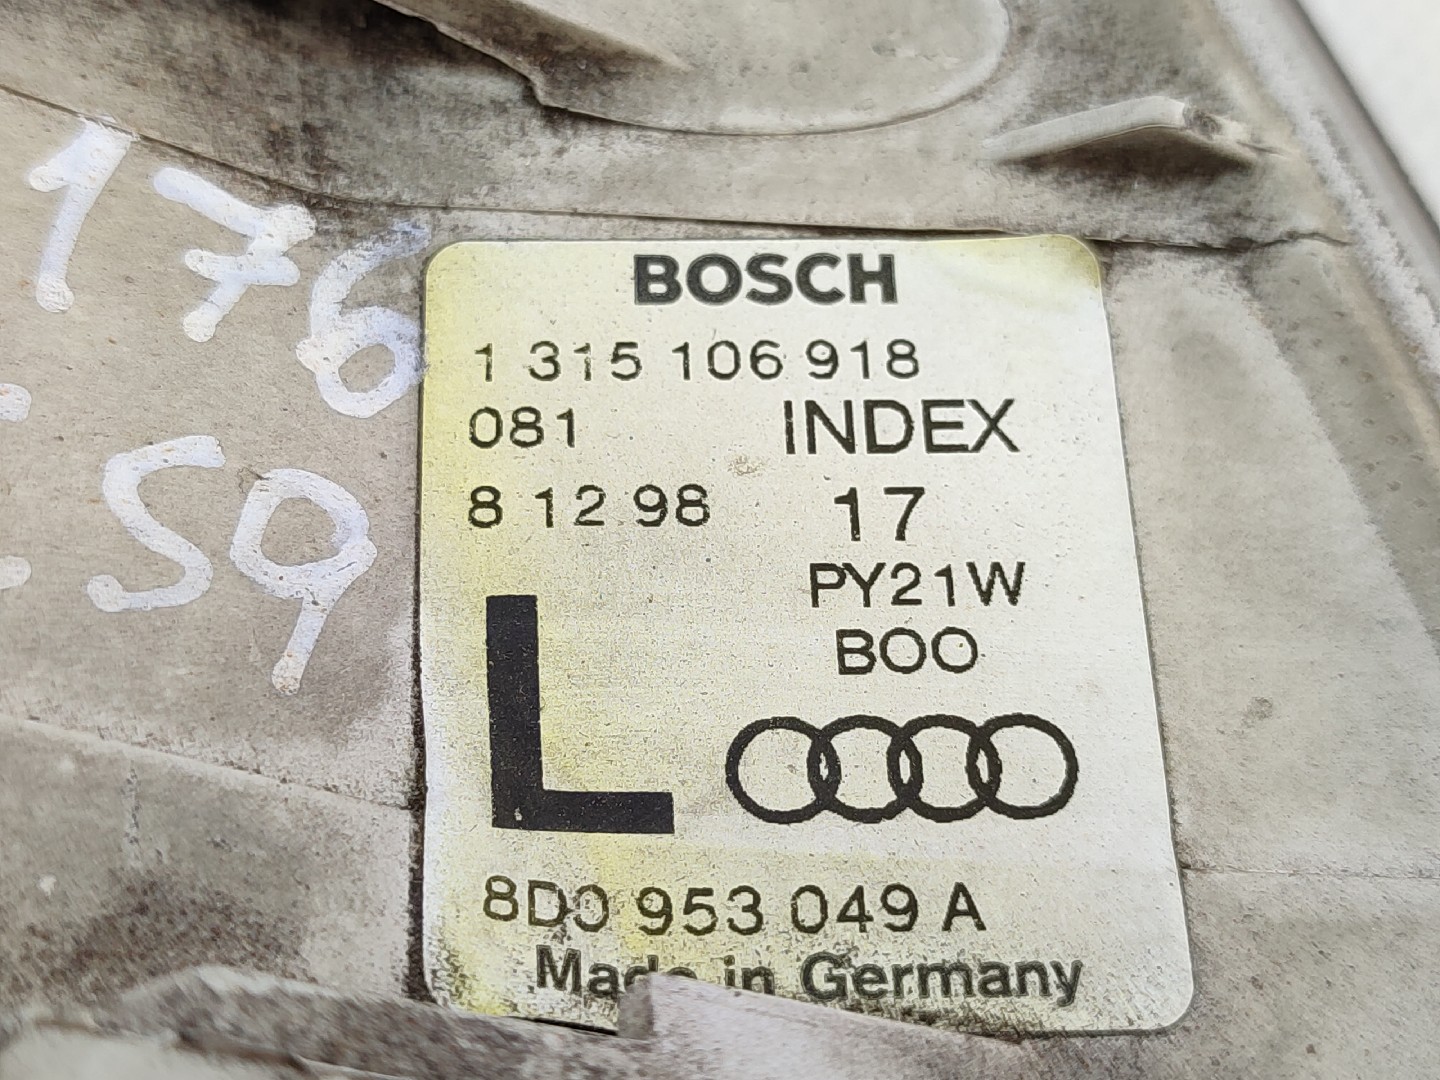 176
59
BOSCH
1 315 106 918
081 INDEX
8 12 98 17
PY21W
BOO
L
8D0 953 049 A
Made in Germany